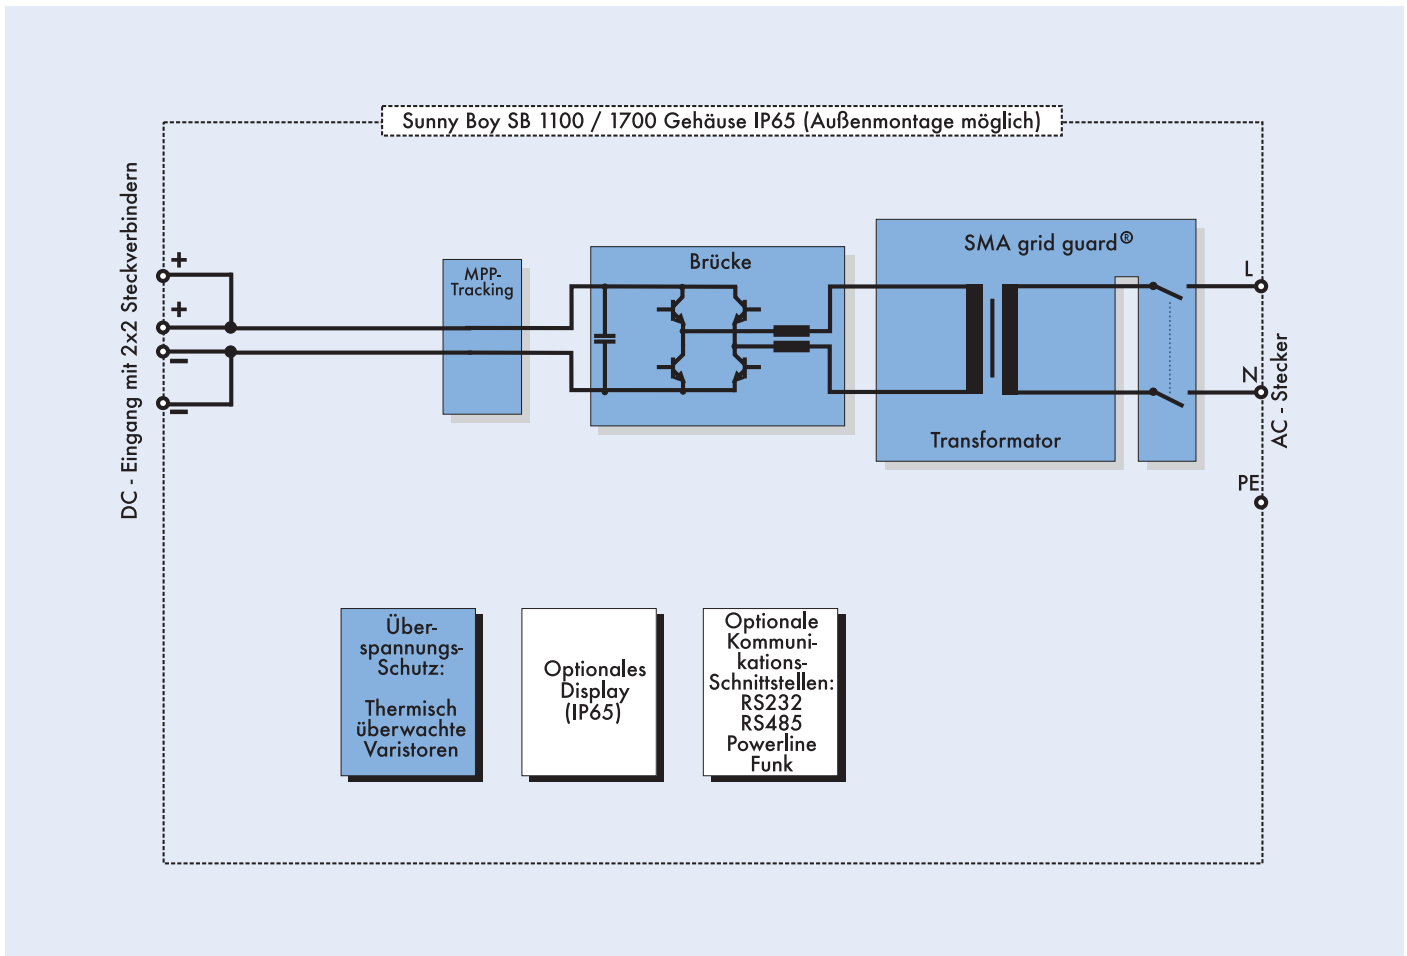 Sunny Boy SB 1100 / 1700 Gehäuse IP65 (Außenmontage möglich)
DC - Eingang mit 2x2 Steckverbindern
+
+
−
−
MPP-
Tracking
Brücke
SMA grid guard®
Transformator
L
N
PE
AC - Stecker
Über-
spannungs-
Schutz:
Thermisch
überwachte
Varistoren
Optionales
Display
(IP65)
Optionale
Kommuni-
kations-
Schnittstellen:
RS232
RS485
Powerline
Funk